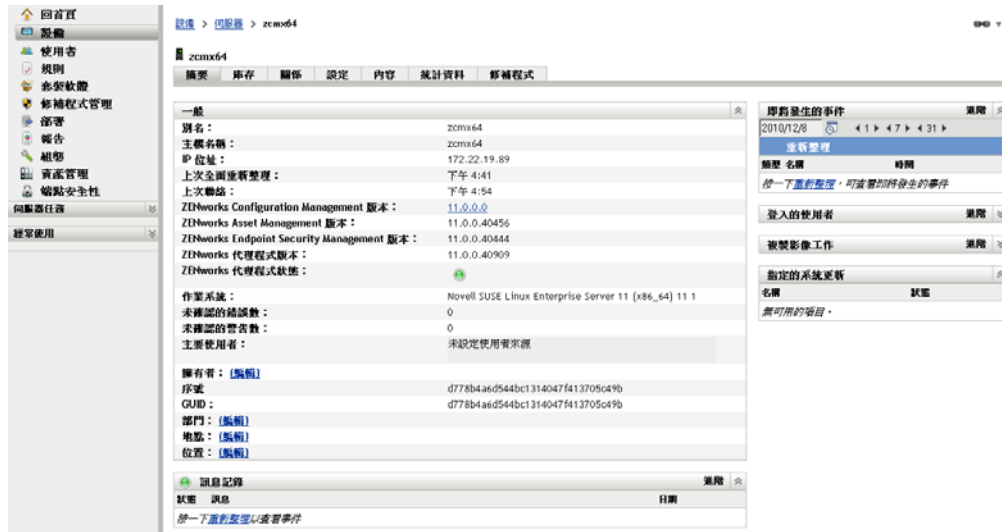 回首頁
設備
使用者
規則
套裝軟體
修補程式管理
部署
報告
組態
資產管理
端點安全性
伺服器任務
經常使用
設備 > 伺服器 > zcmx64
zcmx64
摘要 庫存 關係 設定 內容 統計資料 修補程式
一般
別名： zcmx64
主機名稱： zcmx64
IP 位址： 172.22.19.89
上次全面重新整理： 下午 4:41
上次聯絡： 下午 4:54
ZENworks Configuration Management 版本： 11.0.0.0
ZENworks Asset Management 版本： 11.0.0.40456
ZENworks Endpoint Security Management 版本： 11.0.0.40444
ZENworks 代理程式版本： 11.0.0.40909
ZENworks 代理程式狀態：
作業系統： Novell SUSE Linux Enterprise Server 11 (x86_64) 11 1
未確認的錯誤數： 0
未確認的警告數： 0
主要使用者： 未設定使用者來源
擁有者： (編輯)
序號 d778b4a6d544bc1314047f413705c49b
GUID： d778b4a6d544bc1314047f413705c49b
部門： (編輯)
地點： (編輯)
位置： (編輯)
訊息記錄 進階
狀態 訊息 日期
按一下重新整理以查看事件
即將發生的事件 進階
2010/12/8 1 7 31
重新整理
類型 名稱 時間
按一下重新整理，可查看即將發生的事件
登入的使用者 進階
複製影像工作 進階
指定的系統更新
名稱 狀態
無可用的項目。